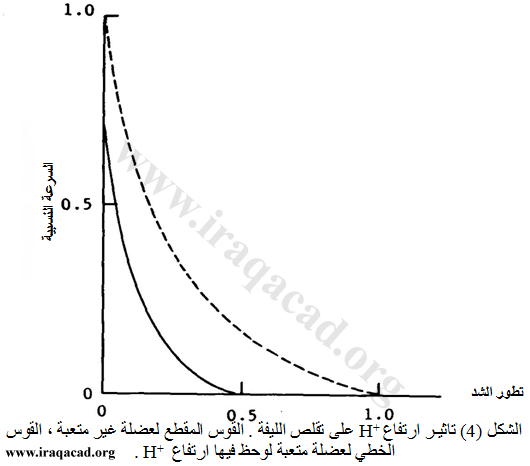 1.0
السرعة النسبية
0.5
0
تطور الشد
0 0.5 1.0
www.iraqacad.org
الشكل (4) تاثير ارتفاع H+ على تقلص الليفة . القوس المقطع لعضلة غير متعبة ، القوس
الخطي لعضلة متعبة لوحظ فيها ارتفاع H+ .
www.iraqacad.org